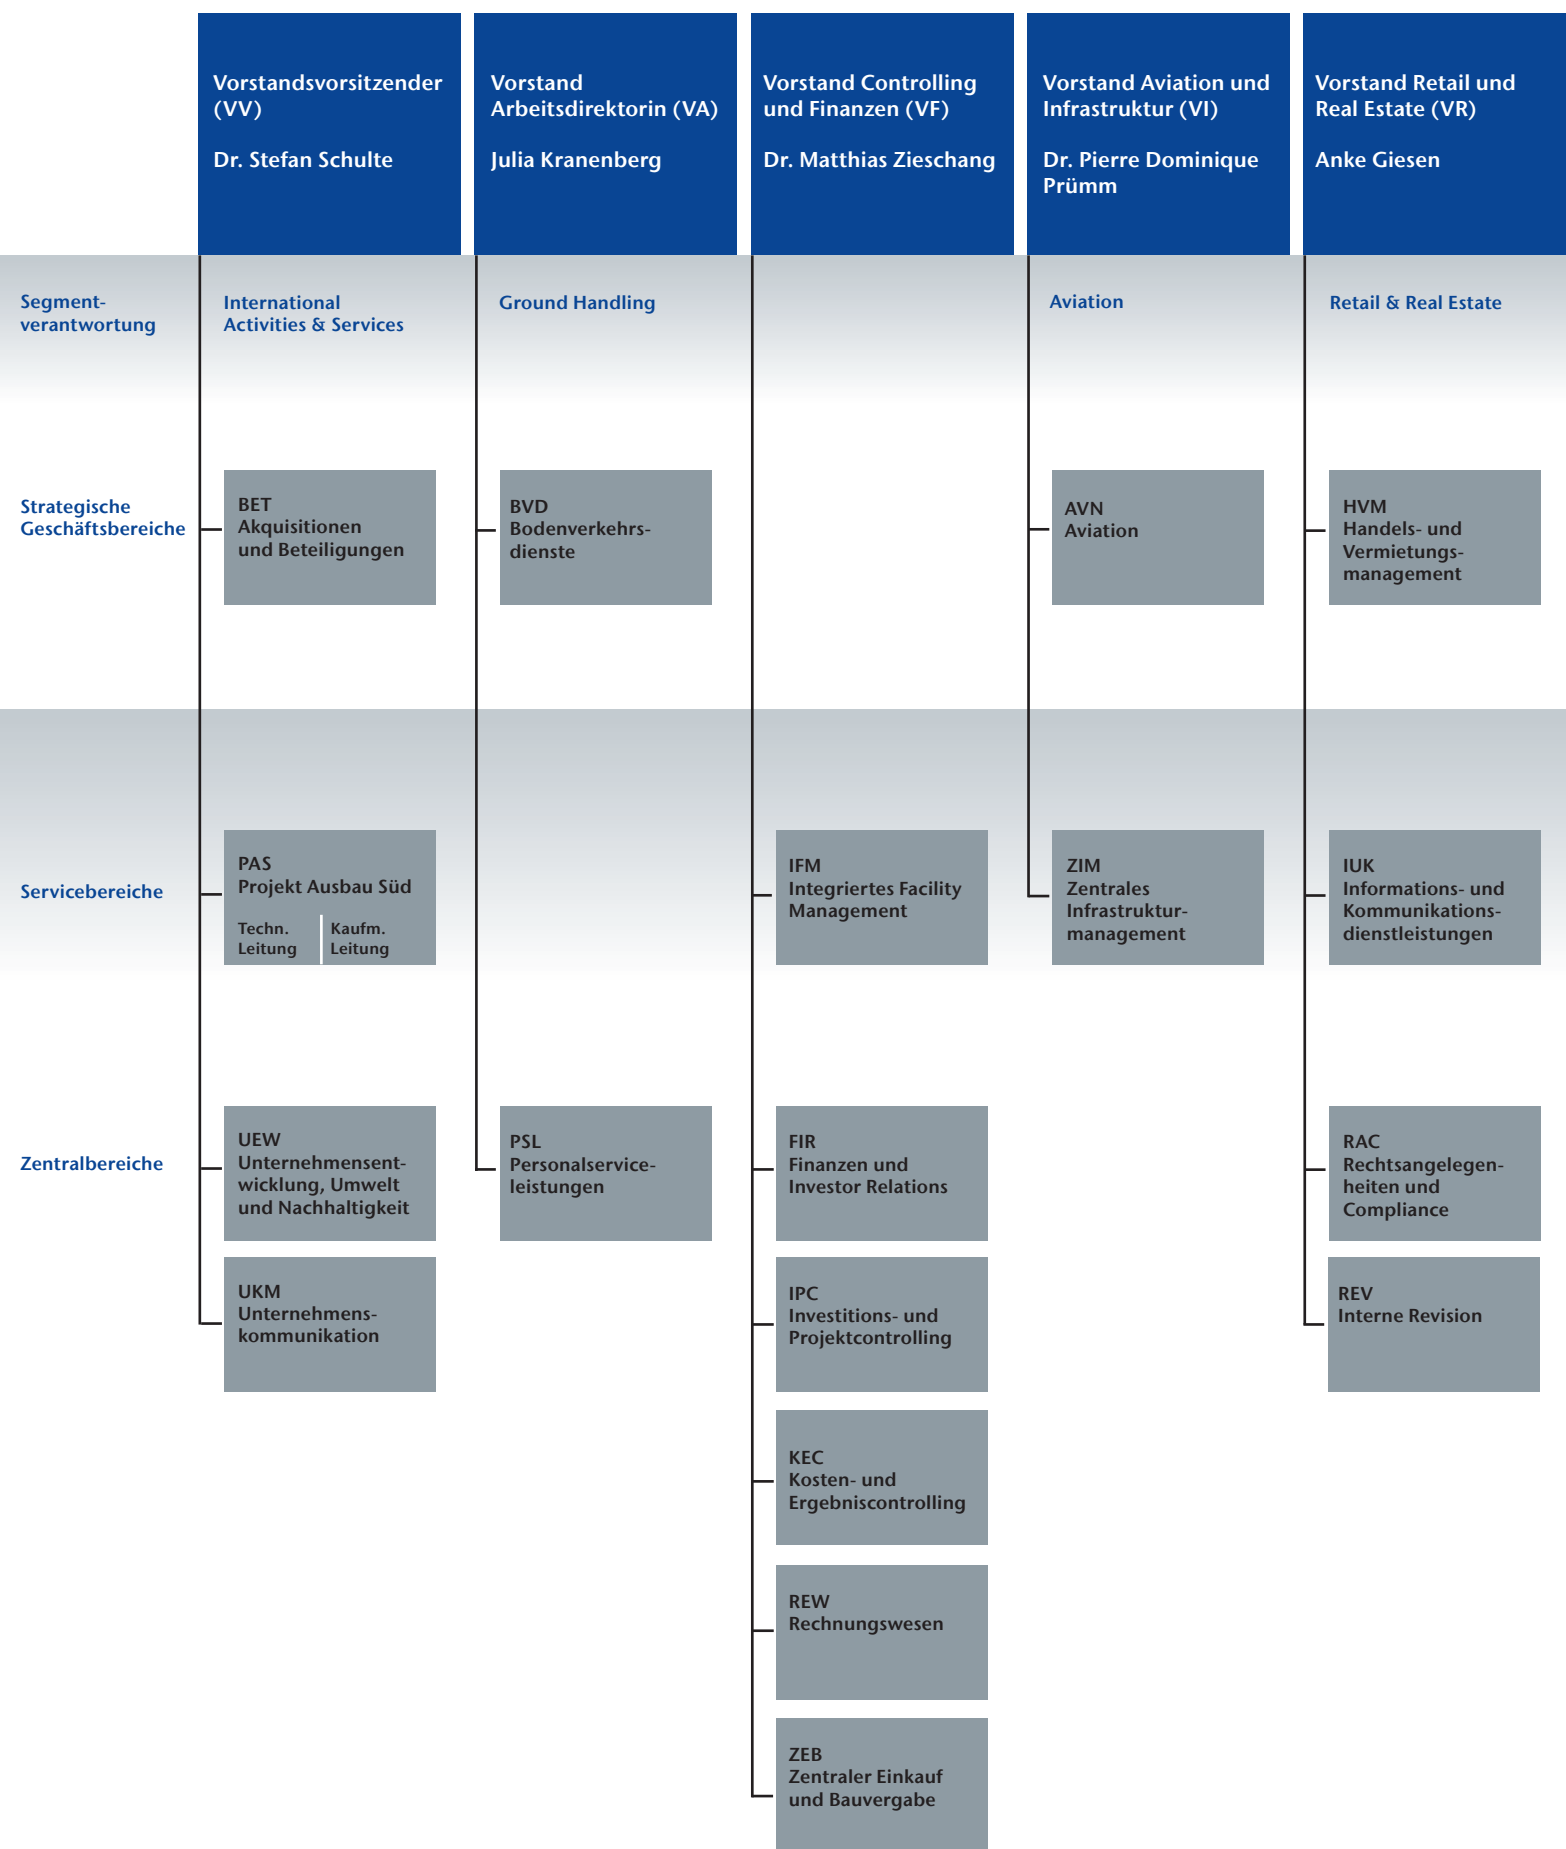 Vorstandsvorsitzender
(VV)
Dr. Stefan Schulte
Vorstand
Arbeitsdirektorin (VA)
Julia Kranenberg
Vorstand Controlling
und Finanzen (VF)
Dr. Matthias Zieschang
Vorstand Aviation und
Infrastruktur (VI)
Dr. Pierre Dominique
Prümm
Vorstand Retail und
Real Estate (VR)
Anke Giesen
Segment-
verantwortung
International
Activities & Services
Ground Handling
Aviation
Retail & Real Estate
Strategische
Geschäftsbereiche
BET
Akquisitionen
und Beteiligungen
BVD
Bodenverkehrs-
dienste
AVN
Aviation
HVM
Handels- und
Vermietungs-
management
Servicebereiche
PAS
Projekt Ausbau Süd
Techn.
Leitung
Kaufm.
Leitung
IFM
Integriertes Facility
Management
ZIM
Zentrales
Infrastruktur-
management
IUK
Informations- und
Kommunikations-
dienstleistungen
Zentralbereiche
UEW
Unternehmensent-
wicklung, Umwelt
und Nachhaltigkeit
PSL
Personalservice-
leistungen
FIR
Finanzen und
Investor Relations
RAC
Rechtsangelegen-
heiten und
Compliance
UKM
Unternehmens-
kommunikation
IPC
Investitions- und
Projektcontrolling
REV
Interne Revision
KEC
Kosten- und
Ergebniscontrolling
REW
Rechnungswesen
ZEB
Zentraler Einkauf
und Bauvergabe